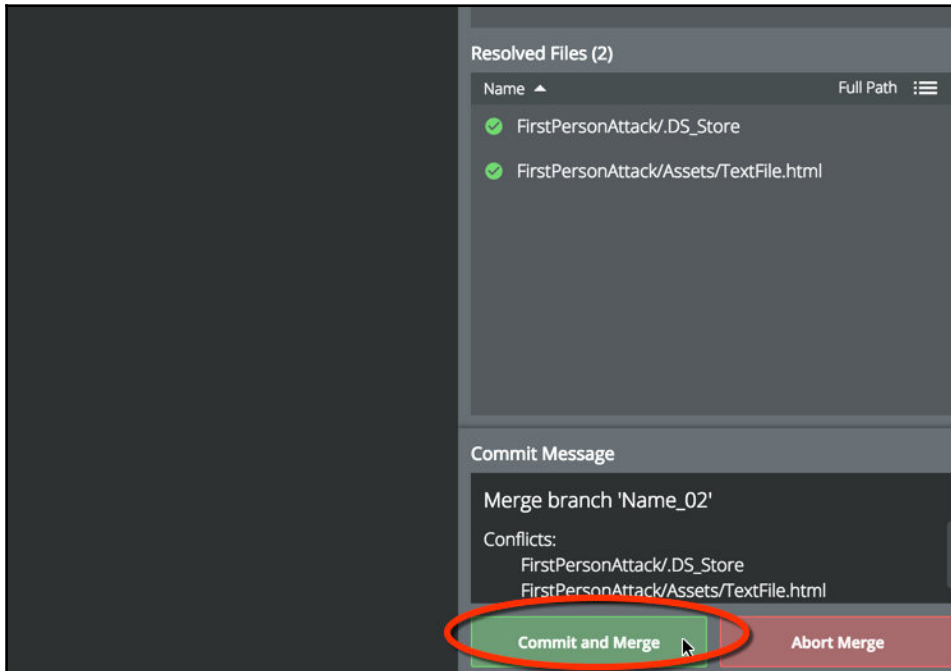 Resolved Files (2)
Name Full Path
FirstPersonAttack/.DS_Store
FirstPersonAttack/Assets/TextFile.html
Commit Message
Merge branch 'Name_02'
Conflicts:
FirstPersonAttack/.DS_Store
FirstPersonAttack/Assets/TextFile.html
Commit and Merge Abort Merge